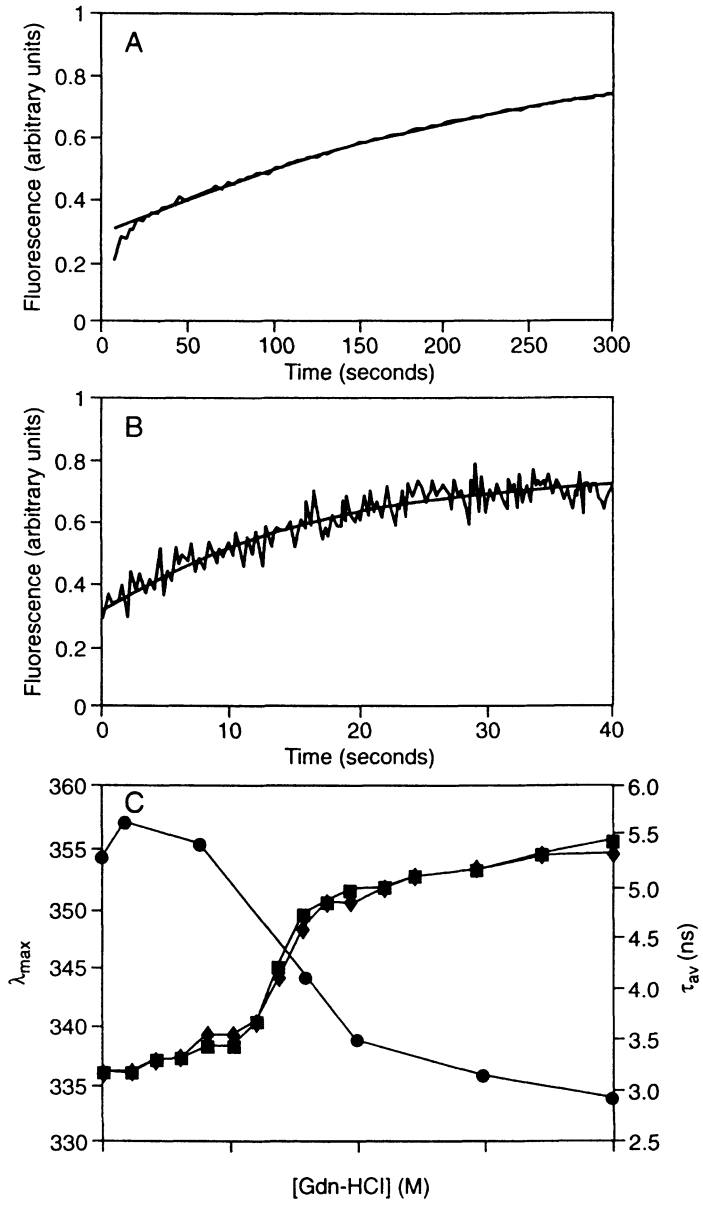 A
Fluorescence (arbitrary units)
1
0.8
0.6
0.4
0.2
0
0 50 100 150 200 250 300
Time (seconds)
B
Fluorescence (arbitrary units)
1
0.8
0.6
0.4
0.2
0
0 10 20 30 40
Time (seconds)
C
λmax
360
355
350
345
340
335
330
6.0
5.5
5.0
4.5
4.0
3.5
3.0
2.5
τav (ns)
[Gdn-HCl] (M)